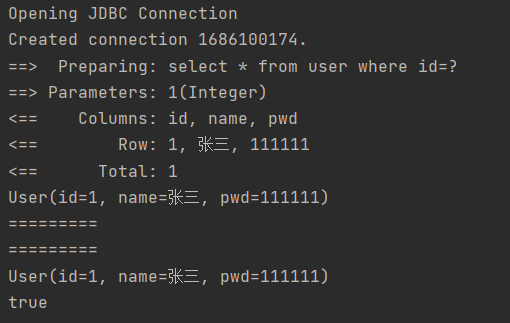 Opening JDBC Connection
Created connection 1686100174.
==>  Preparing: select * from user where id=?
==> Parameters: 1(Integer)
<==    Columns: id, name, pwd
<==        Row: 1, 张三, 111111
<==      Total: 1
User(id=1, name=张三, pwd=111111)
=========
=========
User(id=1, name=张三, pwd=111111)
true